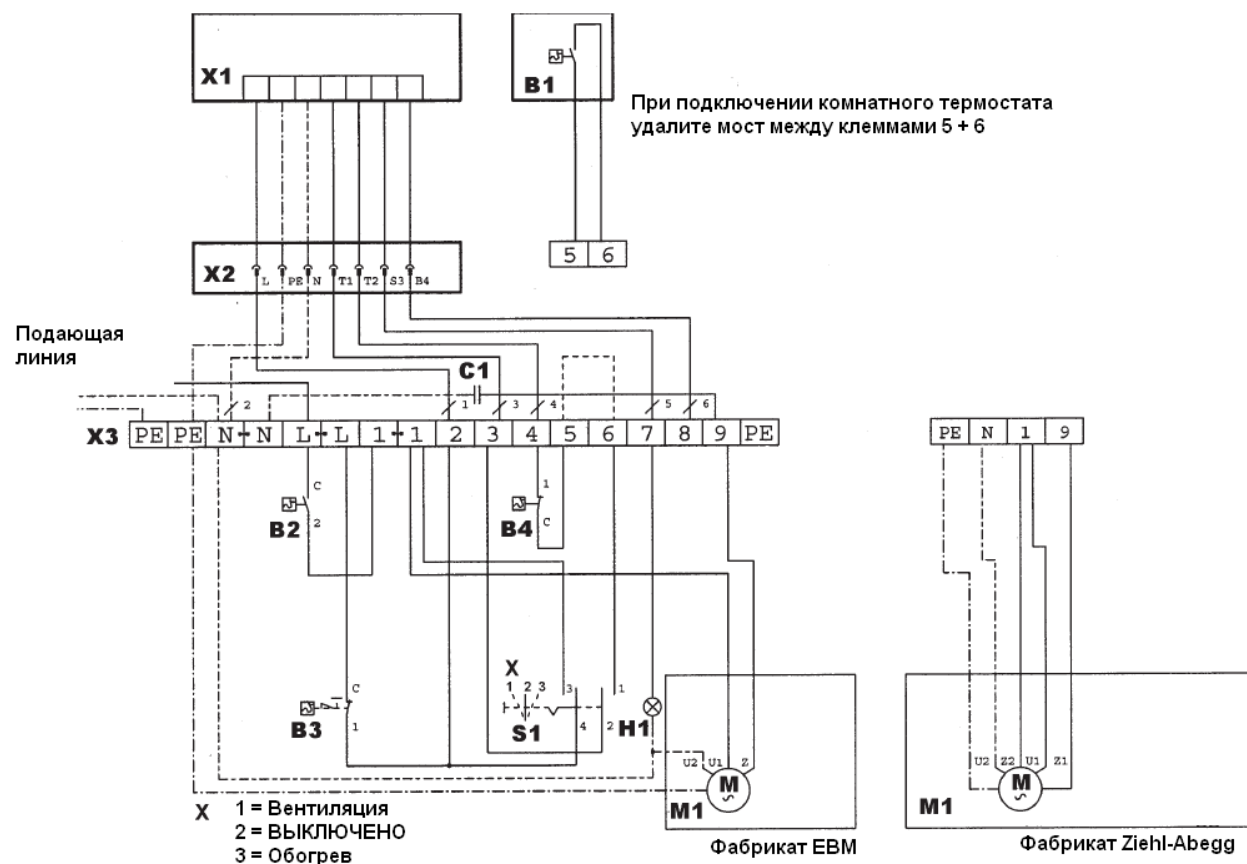 X1
B1
При подключении комнатного термостата
удалите мост между клеммами 5 + 6
5 6
X2
L PE N T1 T2 S3 B4
Подающая
линия
C1
2 1 3 4 5 6
X3 PE PE N N L L 1 1 2 3 4 5 6 7 8 9 PE
PE N 1 9
C
B2
2
1
B4
C
X
1 2 3
S1
3
4
1
2
H1
C
B3
1
U2 U1 Z
M
M1
U2 Z2 U1 Z1
M
M1
X 1 = Вентиляция
2 = ВЫКЛЮЧЕНО
3 = Обогрев
Фабрикат EBM
Фабрикат Ziehl-Abegg